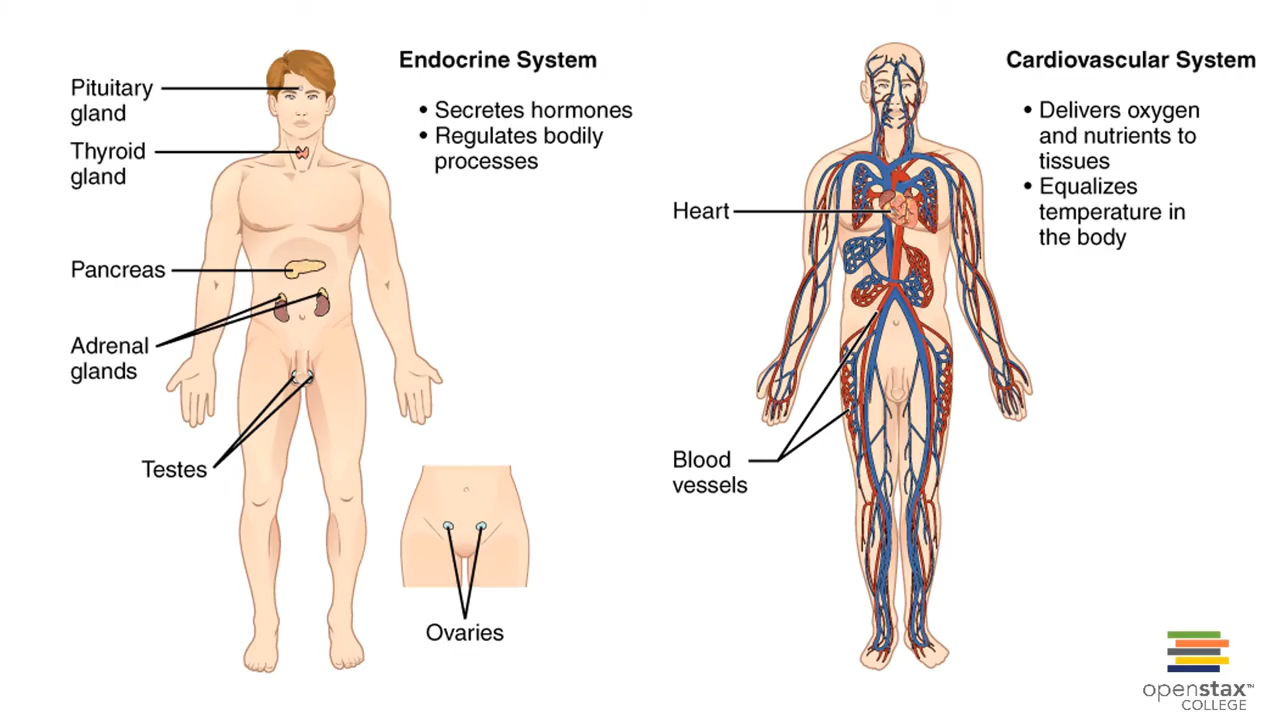 Endocrine System
• Secretes hormones
• Regulates bodily
processes
Pituitary
gland
Thyroid
gland
Pancreas
Adrenal
glands
Testes
Ovaries
Cardiovascular System
• Delivers oxygen
and nutrients to
tissues
• Equalizes
temperature in
the body
Heart
Blood
vessels
openstax™
COLLEGE